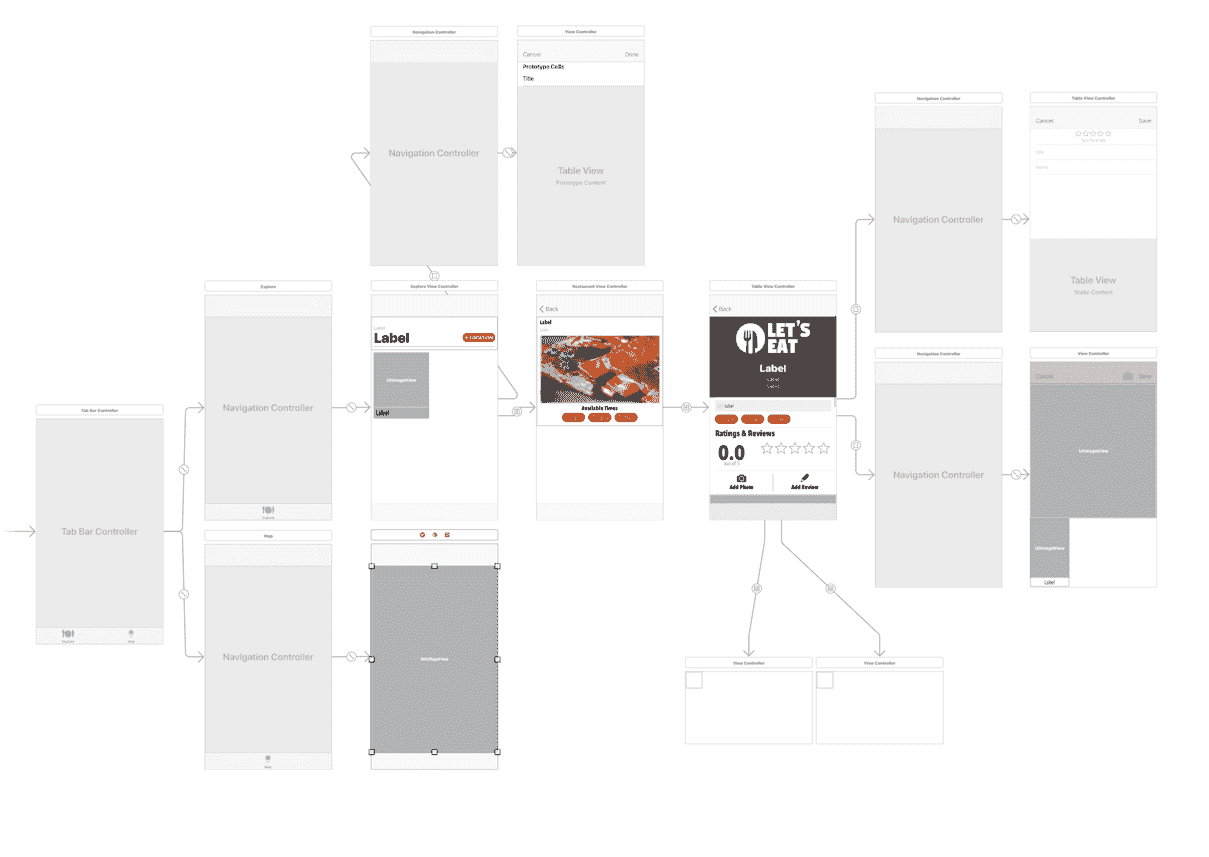 Navigation Controller
View Controller
Cancel
Done
Prototype Cells
Title
Navigation Controller
Table View
Prototype Content
Navigation Controller
Table View Controller
Cancel
Save
Navigation Controller
Table View
Static Content
Explore
Explore View Controller
Restaurant View Controller
Table View Controller
Label
Label
+ LOCATION
UIImageView
Label
Back
Label
Label
Available Times
Back
LET'S
EAT
Label
Label
Ratings & Reviews
0.0
out of 5
Add Photo
Add Review
Navigation Controller
Explore
Tab Bar Controller
Tab Bar Controller
Explore
Map
Map
Navigation Controller
Map
MKMapView
Navigation Controller
View Controller
Cancel
Save
Navigation Controller
UIImageView
UIImageView
Label
View Controller
View Controller